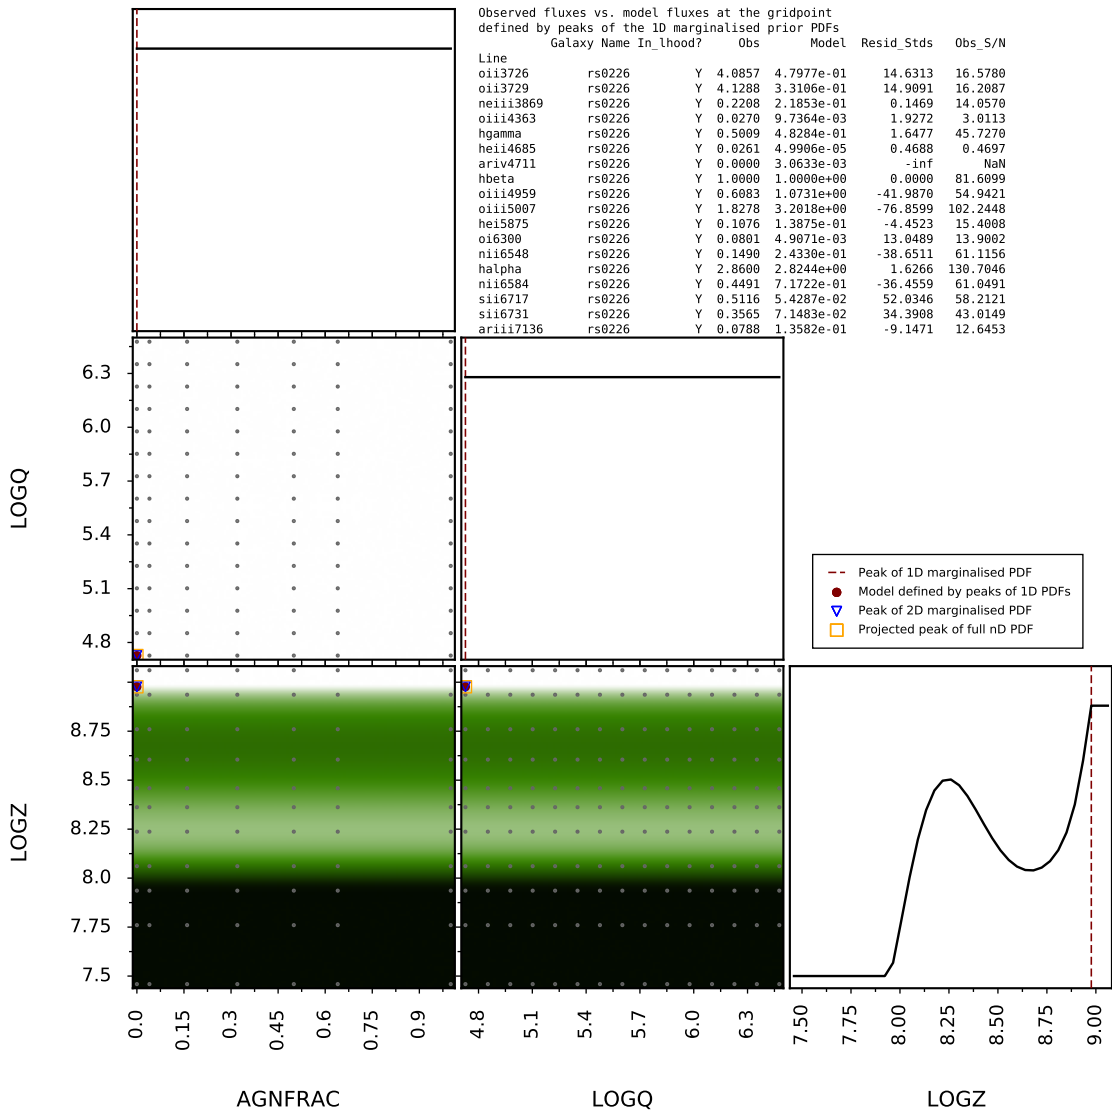 Observed fluxes vs. model fluxes at the gridpoint
defined by peaks of the 1D marginalised prior PDFs
Galaxy Name In_lhood? Obs Model Resid_Stds Obs_S/N
Line
oii3726 rs0226 Y 4.0857 4.7977e-01 14.6313 16.5780
oii3729 rs0226 Y 4.1288 3.3106e-01 14.9091 16.2087
neiii3869 rs0226 Y 0.2208 2.1853e-01 0.1469 14.0570
oiii4363 rs0226 Y 0.0270 9.7364e-03 1.9272 3.0113
hgamma rs0226 Y 0.5009 4.8284e-01 1.6477 45.7270
heii4685 rs0226 Y 0.0261 4.9906e-05 0.4688 0.4697
ariv4711 rs0226 Y 0.0000 3.0633e-03 -inf NaN
hbeta rs0226 Y 1.0000 1.0000e+00 0.0000 81.6099
oiii4959 rs0226 Y 0.6083 1.0731e+00 -41.9870 54.9421
oiii5007 rs0226 Y 1.8278 3.2018e+00 -76.8599 102.2448
hei5875 rs0226 Y 0.1076 1.3875e-01 -4.4523 15.4008
oi6300 rs0226 Y 0.0801 4.9071e-03 13.0489 13.9002
nii6548 rs0226 Y 0.1490 2.4330e-01 -38.6511 61.1156
halpha rs0226 Y 2.8600 2.8244e+00 1.6266 130.7046
nii6584 rs0226 Y 0.4491 7.1722e-01 -36.4559 61.0491
sii6717 rs0226 Y 0.5116 5.4287e-02 52.0346 58.2121
sii6731 rs0226 Y 0.3565 7.1483e-02 34.3908 43.0149
ariii7136 rs0226 Y 0.0788 1.3582e-01 -9.1471 12.6453
6.3
6.0
5.7
5.4
5.1
4.8
LOGQ
Peak of 1D marginalised PDF
Model defined by peaks of 1D PDFs
Peak of 2D marginalised PDF
Projected peak of full nD PDF
8.75
8.5
8.25
8.0
7.75
7.5
LOGZ
0.0 0.15 0.3 0.45 0.6 0.75 0.9
4.8 5.1 5.4 5.7 6.0 6.3
7.50 7.75 8.00 8.25 8.50 8.75 9.00
AGNFRAC LOGQ LOGZ